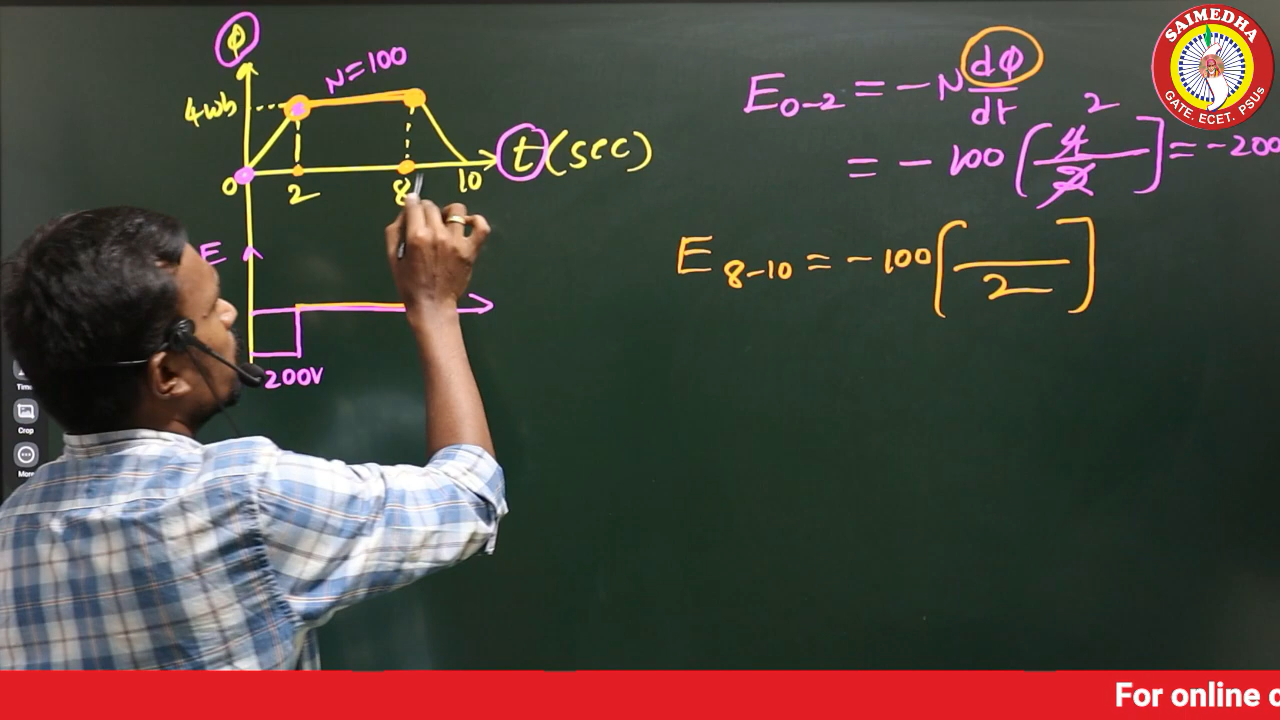 φ
N=100
4wb
t(sec)
0 2 8 10
E
200V
E0-2 = -N dφ/dt
= -100 [4/2] 2 = -200
E8-10 = -100 [ /2]
SAIMEDHA
GATE. ECET. PSUs
Crop
For online